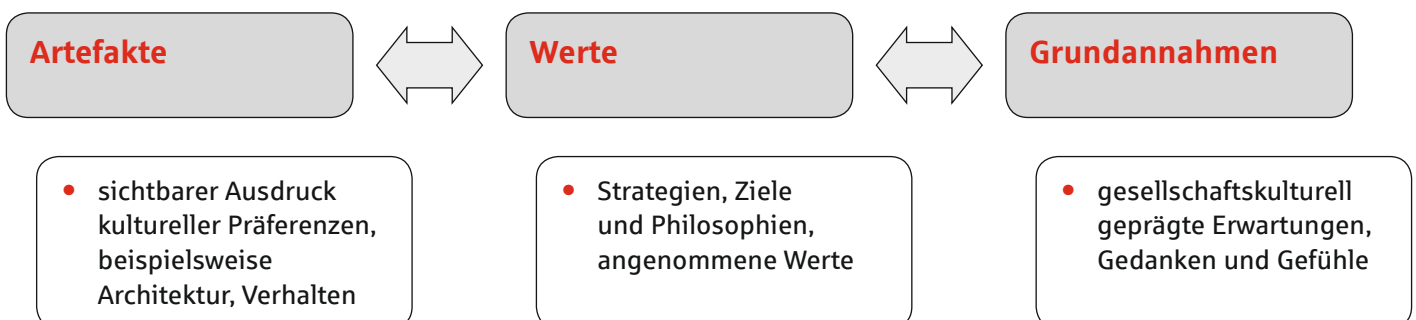 Artefakte
Werte
Grundannahmen
• sichtbarer Ausdruck
kultureller Präferenzen,
beispielsweise
Architektur, Verhalten
• Strategien, Ziele
und Philosophien,
angenommene Werte
• gesellschaftskulturell
geprägte Erwartungen,
Gedanken und Gefühle